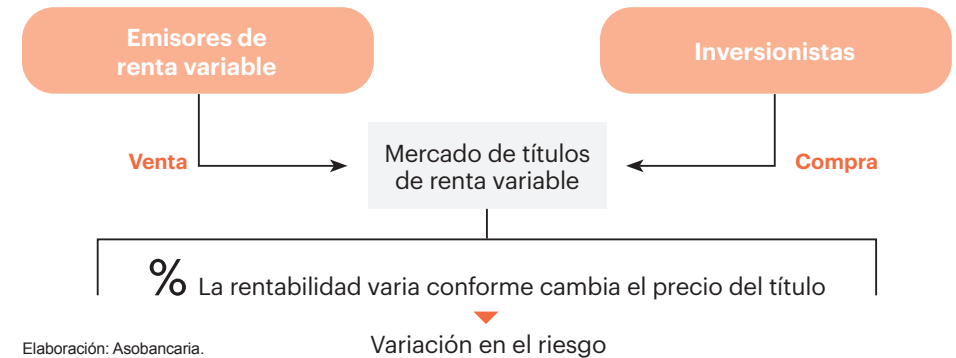 Emisores de
renta variable
Inversionistas
Venta
Mercado de títulos
de renta variable
Compra
% La rentabilidad varia conforme cambia el precio del título
Variación en el riesgo
Elaboración: Asobancaria.